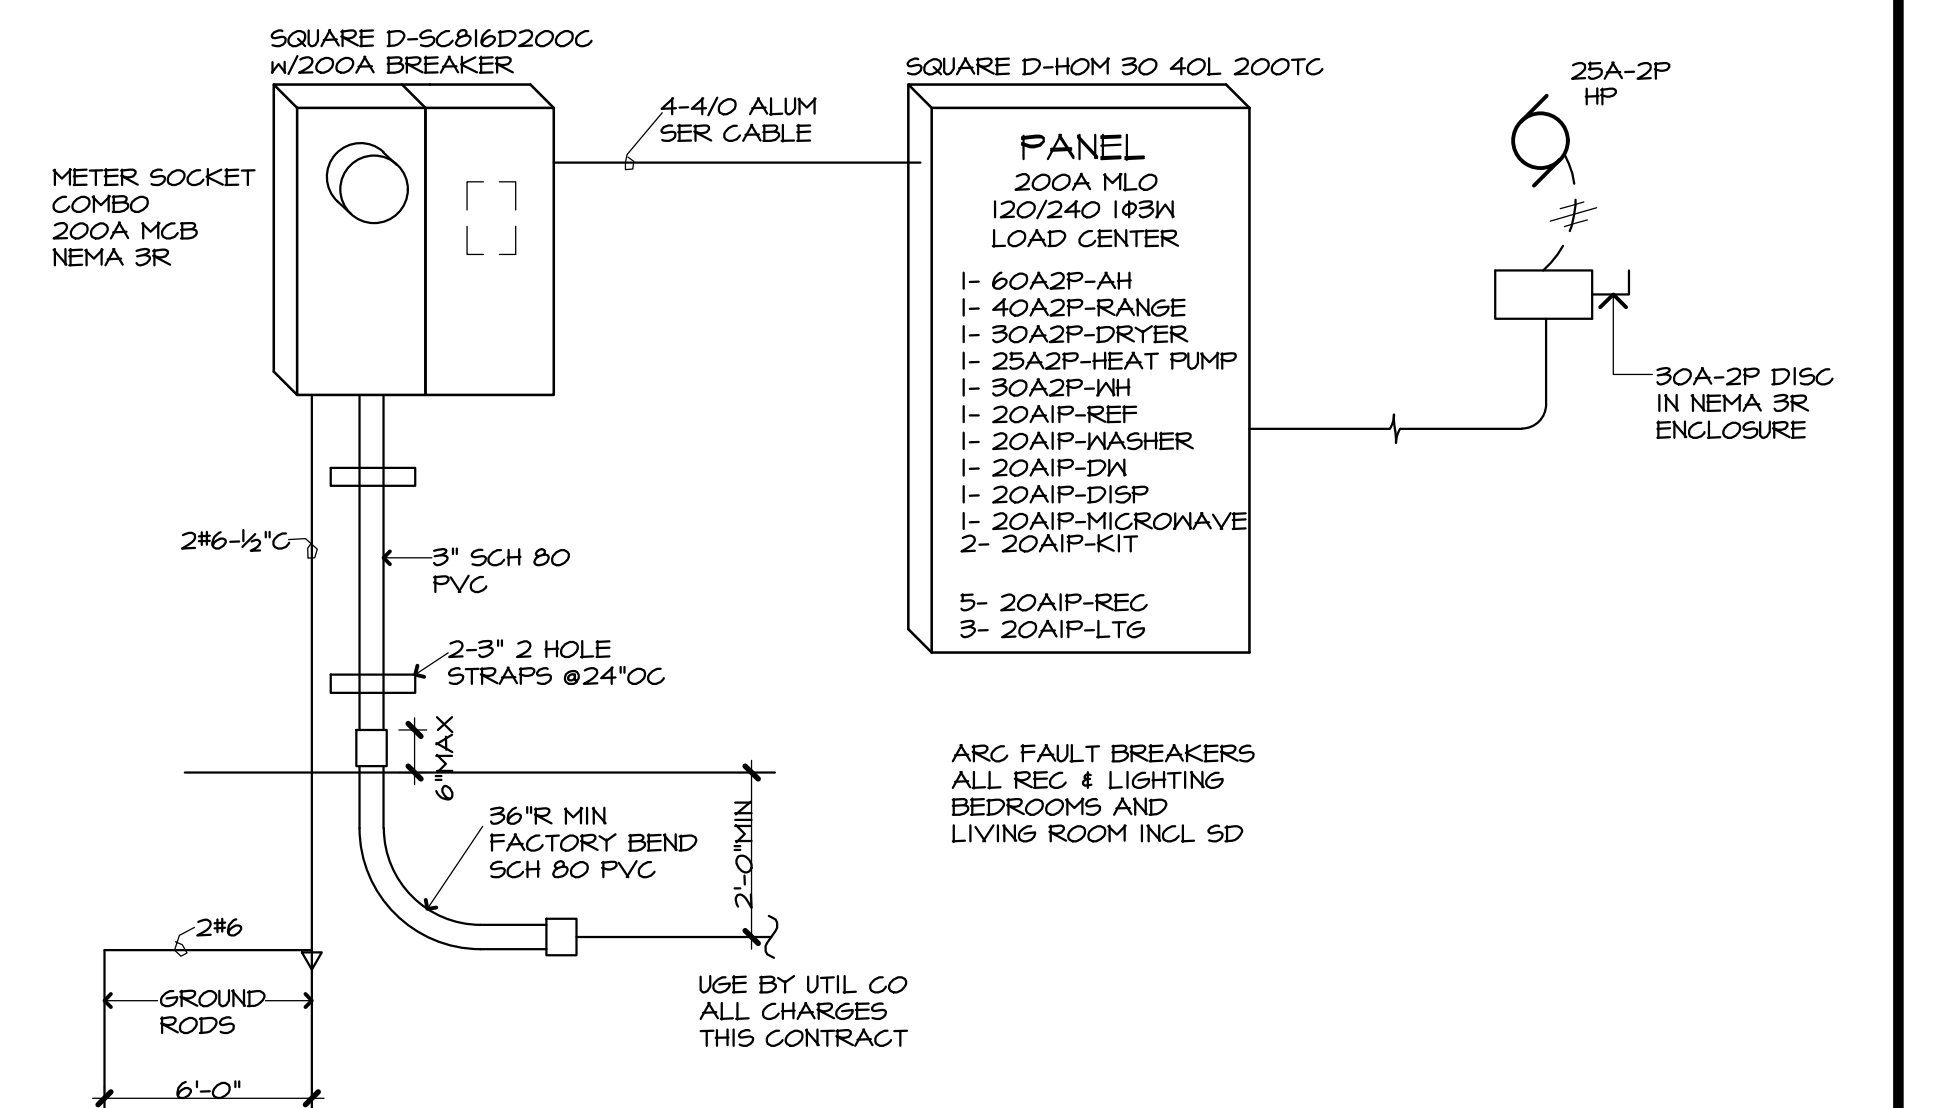 SQUARE D-SC816D200C
W/200A BREAKER
METER SOCKET
COMBO
200A MCB
NEMA 3R
4-4/0 ALUM
SER CABLE
SQUARE D-HOM 30 40L 200TC
PANEL
200A MLO
120/240 1Φ3W
LOAD CENTER
1- 60A2P-AH
1- 40A2P-RANGE
1- 30A2P-DRYER
1- 25A2P-HEAT PUMP
1- 30A2P-WH
1- 20A1P-REF
1- 20A1P-WASHER
1- 20A1P-DW
1- 20A1P-DISP
1- 20A1P-MICROWAVE
2- 20A1P-KIT
5- 20A1P-REC
3- 20A1P-LTG
25A-2P
HP
30A-2P DISC
IN NEMA 3R
ENCLOSURE
2#6-½"C
3" SCH 80
PVC
2-3" 2 HOLE
STRAPS @24"OC
6"MAX
36"R MIN
FACTORY BEND
SCH 80 PVC
2'-0"MIN
ARC FAULT BREAKERS
ALL REC & LIGHTING
BEDROOMS AND
LIVING ROOM INCL SD
2#6
GROUND
RODS
6'-0"
UGE BY UTIL CO
ALL CHARGES
THIS CONTRACT